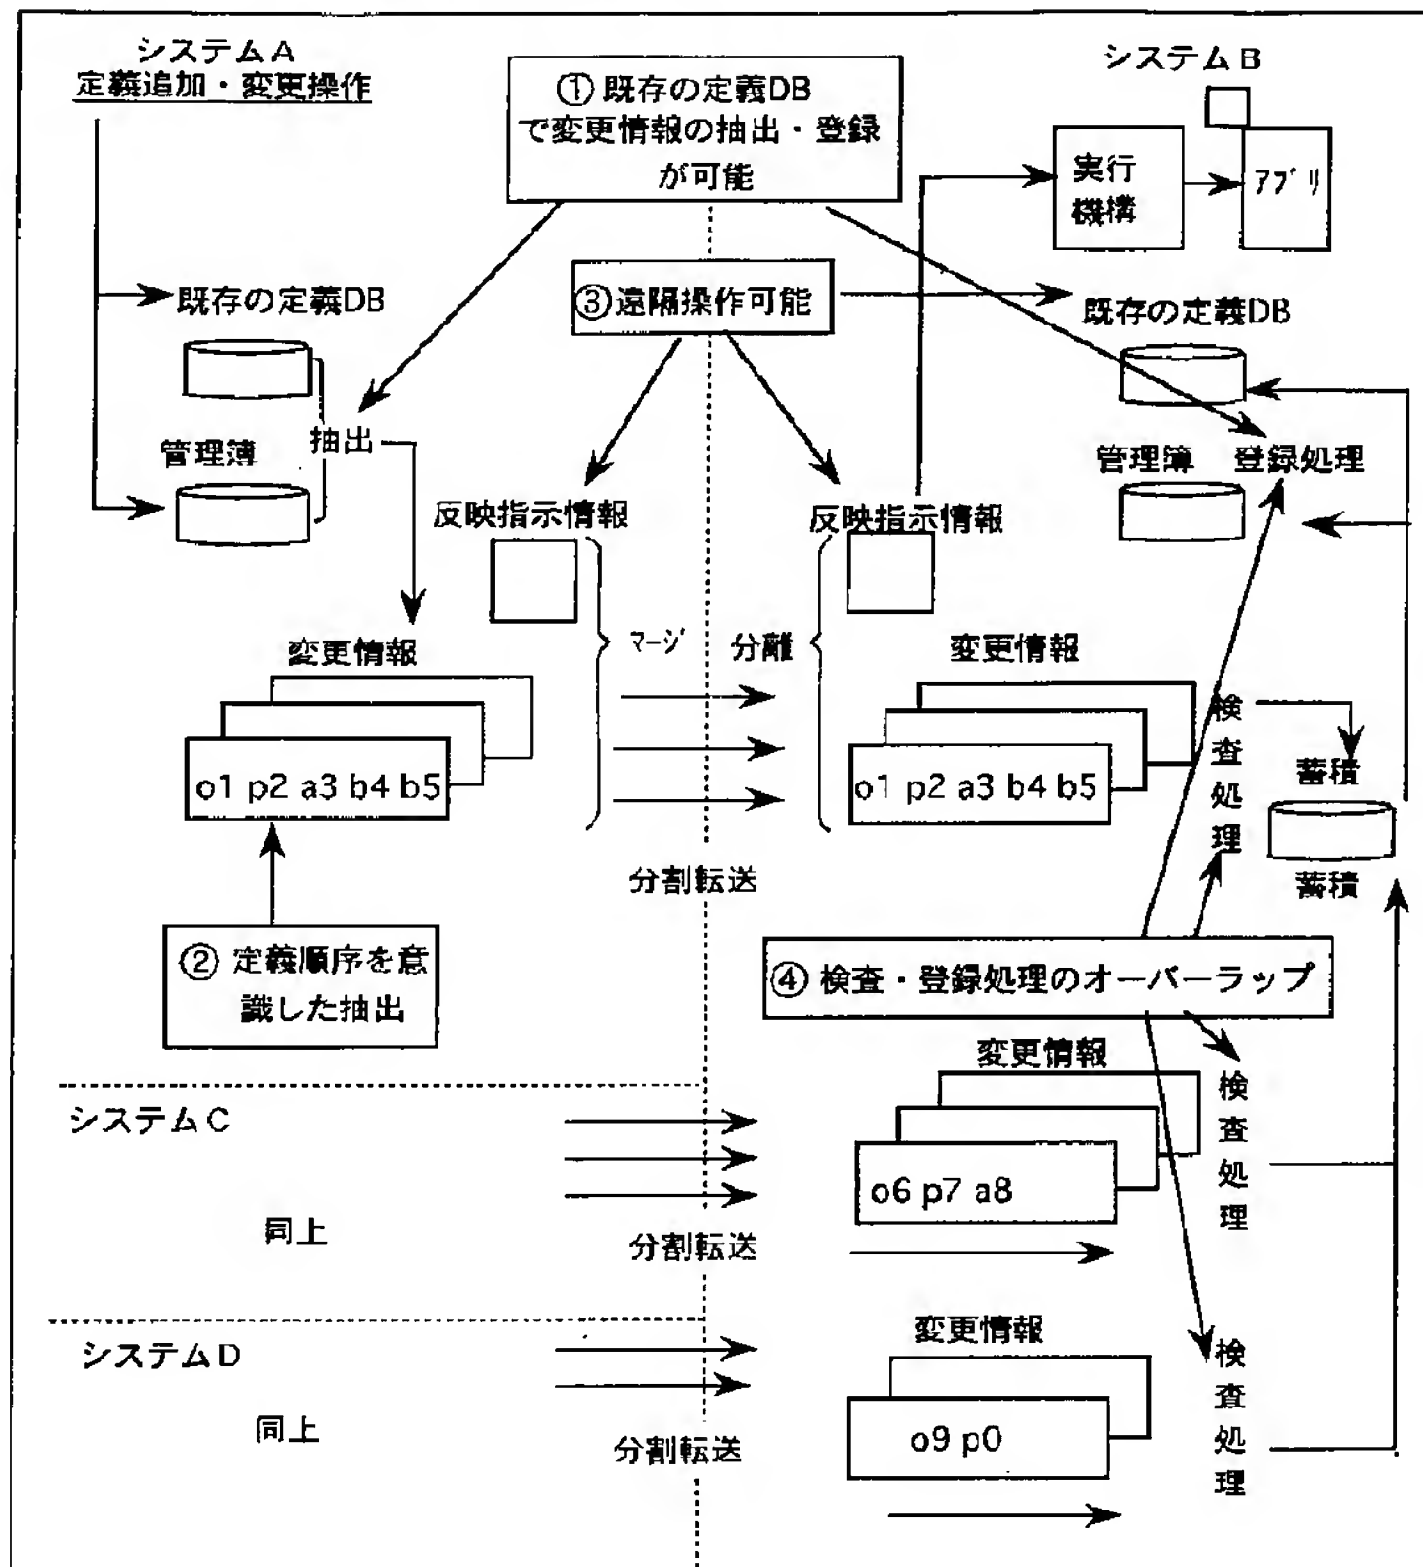 システムA
定義追加・変更操作
① 既存の定義DB
で変更情報の抽出・登録
が可能
システムB
実行
機構
アプリ
③遠隔操作可能
既存の定義DB
既存の定義DB
抽出
管理簿
管理簿 登録処理
反映指示情報
反映指示情報
マージ
分離
変更情報
変更情報
o1 p2 a3 b4 b5
o1 p2 a3 b4 b5
検査処理
蓄積
蓄積
分割転送
② 定義順序を意
識した抽出
④ 検査・登録処理のオーバーラップ
変更情報
システムC
o6 p7 a8
検査処理
同上
分割転送
変更情報
システムD
o9 p0
検査処理
同上
分割転送